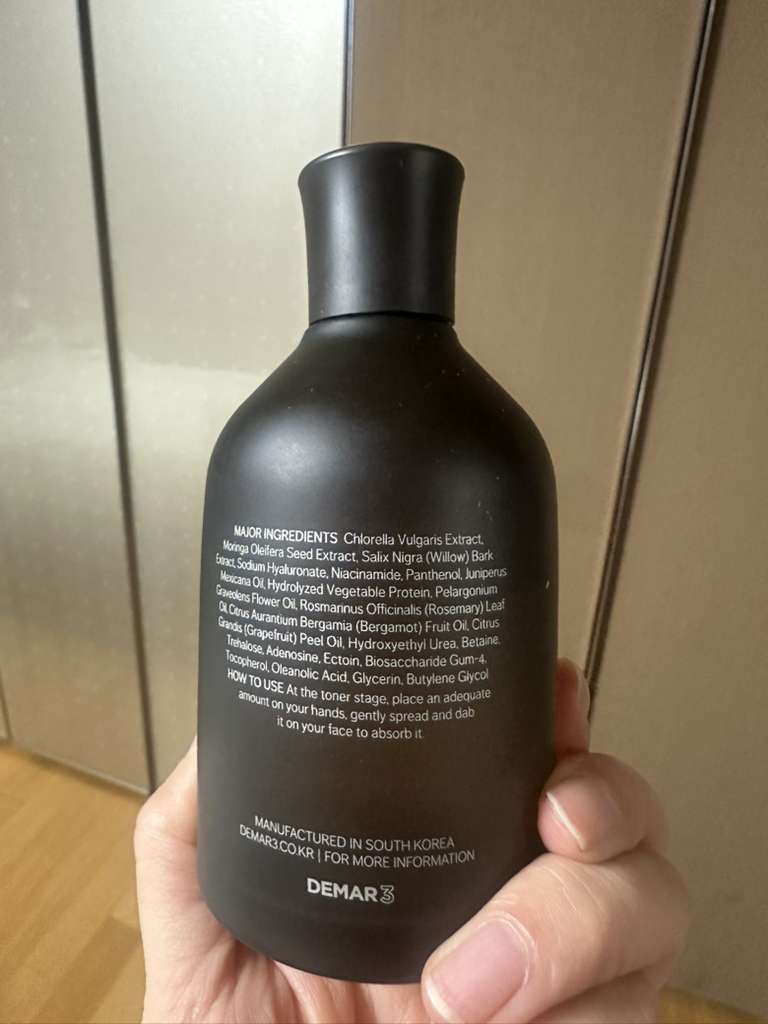 MAJOR INGREDIENTS Chlorella Vulgaris Extract,
Moringa Oleifera Seed Extract, Salix Nigra (Willow) Bark
Extract, Sodium Hyaluronate, Niacinamide, Panthenol, Juniperus
Mexicana Oil, Hydrolyzed Vegetable Protein, Pelargonium
Graveolens Flower Oil, Rosmarinus Officinalis (Rosemary) Leaf
Oil, Citrus Aurantium Bergamia (Bergamot) Fruit Oil, Citrus
Grandis (Grapefruit) Peel Oil, Hydroxyethyl Urea, Betaine,
Trehalose, Adenosine, Ectoin, Biosaccharide Gum-4,
Tocopherol, Oleanolic Acid, Glycerin, Butylene Glycol
HOW TO USE At the toner stage, place an adequate
amount on your hands, gently spread and dab
it on your face to absorb it.
MANUFACTURED IN SOUTH KOREA
DEMAR3.CO.KR | FOR MORE INFORMATION
DEMAR3